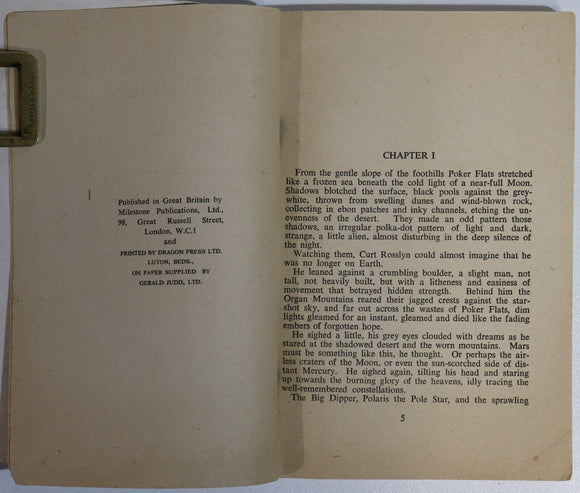 Published in Great Britain by
Milestone Publications, Ltd.,
98, Great Russell Street,
London, W.C.1
and
PRINTED BY DRAGON PRESS LTD.
LUTON, BEDS.,
ON PAPER SUPPLIED BY
GERALD JUDD, LTD.
CHAPTER I
From the gentle slope of the foothills Poker Flats stretched
like a frozen sea beneath the cold light of a near-full Moon.
Shadows blotched the surface, black pools against the grey-
white, thrown from swelling dunes and wind-blown rock,
collecting in ebon patches and inky channels, etching the un-
evenness of the desert. They made an odd pattern those
shadows, an irregular polka-dot pattern of light and dark,
strange, a little alien, almost disturbing in the deep silence of
the night.
Watching them, Curt Rosslyn could almost imagine that he
was no longer on Earth.
He leaned against a crumbling boulder, a slight man, not
tall, not heavily built, but with a litheness and easiness of
movement that betrayed hidden strength. Behind him the
Organ Mountains reared their jagged crests against the star-
shot sky, and far out across the wastes of Poker Flats, dim
lights gleamed for an instant, gleamed and died like the fading
embers of forgotten hope.
He sighed a little, his grey eyes clouded with dreams as he
stared at the shadowed desert and the worn mountains. Mars
must be something like this, he thought. Or perhaps the air-
less craters of the Moon, or even the sun-scorched side of dis-
tant Mercury. He sighed again, tilting his head and staring
up towards the burning glory of the heavens, idly tracing the
well-remembered constellations.
The Big Dipper, Polaris the Pole Star, and the sprawling
5